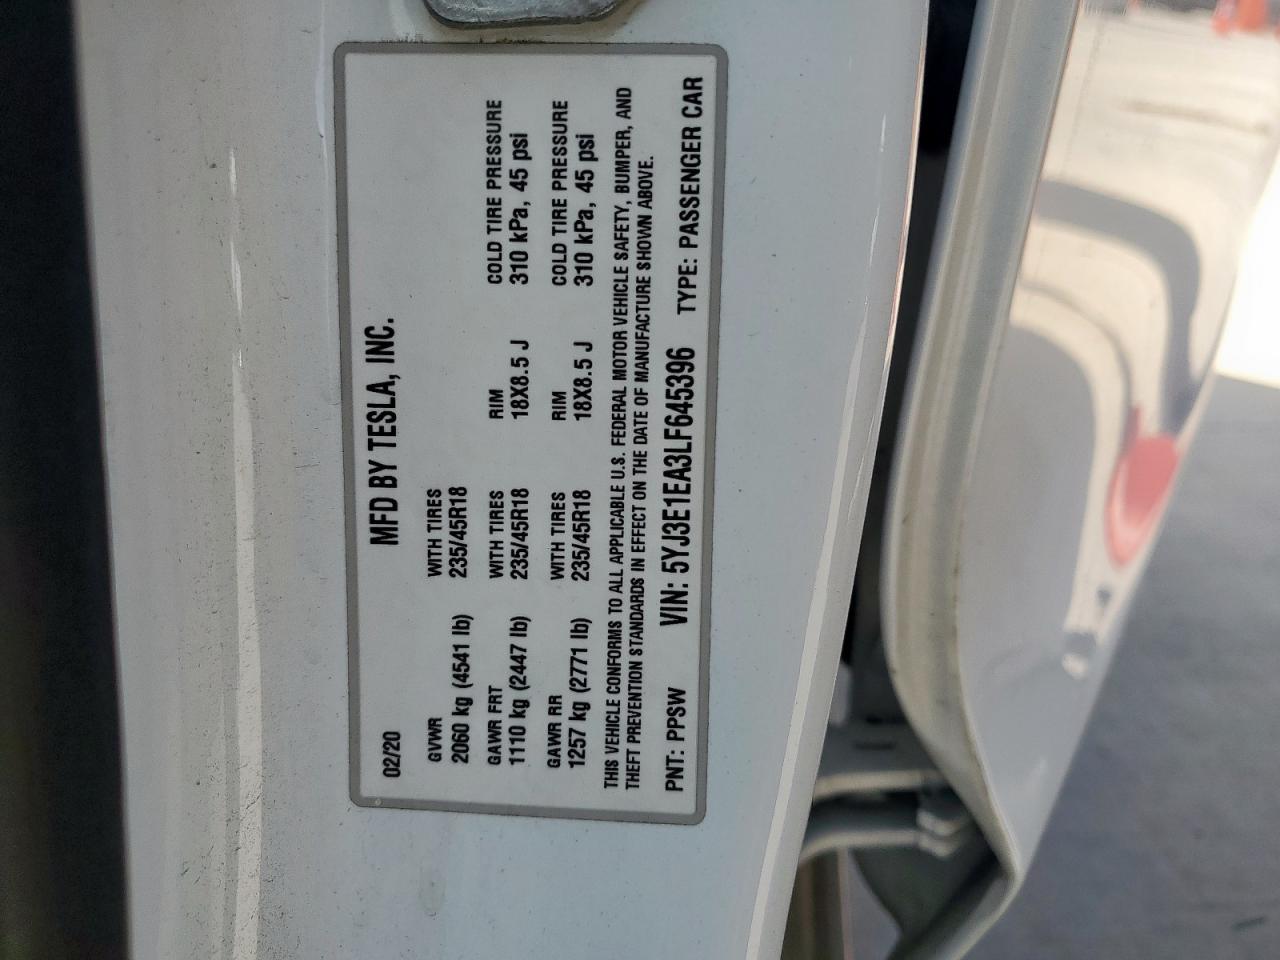 MFD BY TESLA, INC.
02/20
GVWR WITH TIRES
2060 kg (4541 lb) 235/45R18
GAWR FRT WITH TIRES RIM COLD TIRE PRESSURE
1110 kg (2447 lb) 235/45R18 18X8.5 J 310 kPa, 45 psi
GAWR RR WITH TIRES RIM COLD TIRE PRESSURE
1257 kg (2771 lb) 235/45R18 18X8.5 J 310 kPa, 45 psi
THIS VEHICLE CONFORMS TO ALL APPLICABLE U.S. FEDERAL MOTOR VEHICLE SAFETY, BUMPER, AND
THEFT PREVENTION STANDARDS IN EFFECT ON THE DATE OF MANUFACTURE SHOWN ABOVE.
PNT: PPSW VIN: 5YJ3E1EA3LF645396 TYPE: PASSENGER CAR